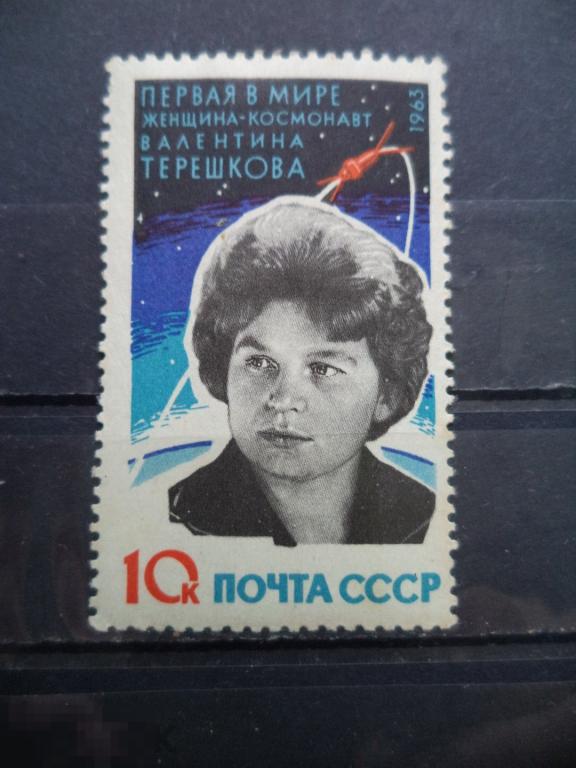 ПЕРВАЯ В МИРЕ
ЖЕНЩИНА-КОСМОНАВТ
ВАЛЕНТИНА
ТЕРЕШКОВА
1963
10К ПОЧТА СССР